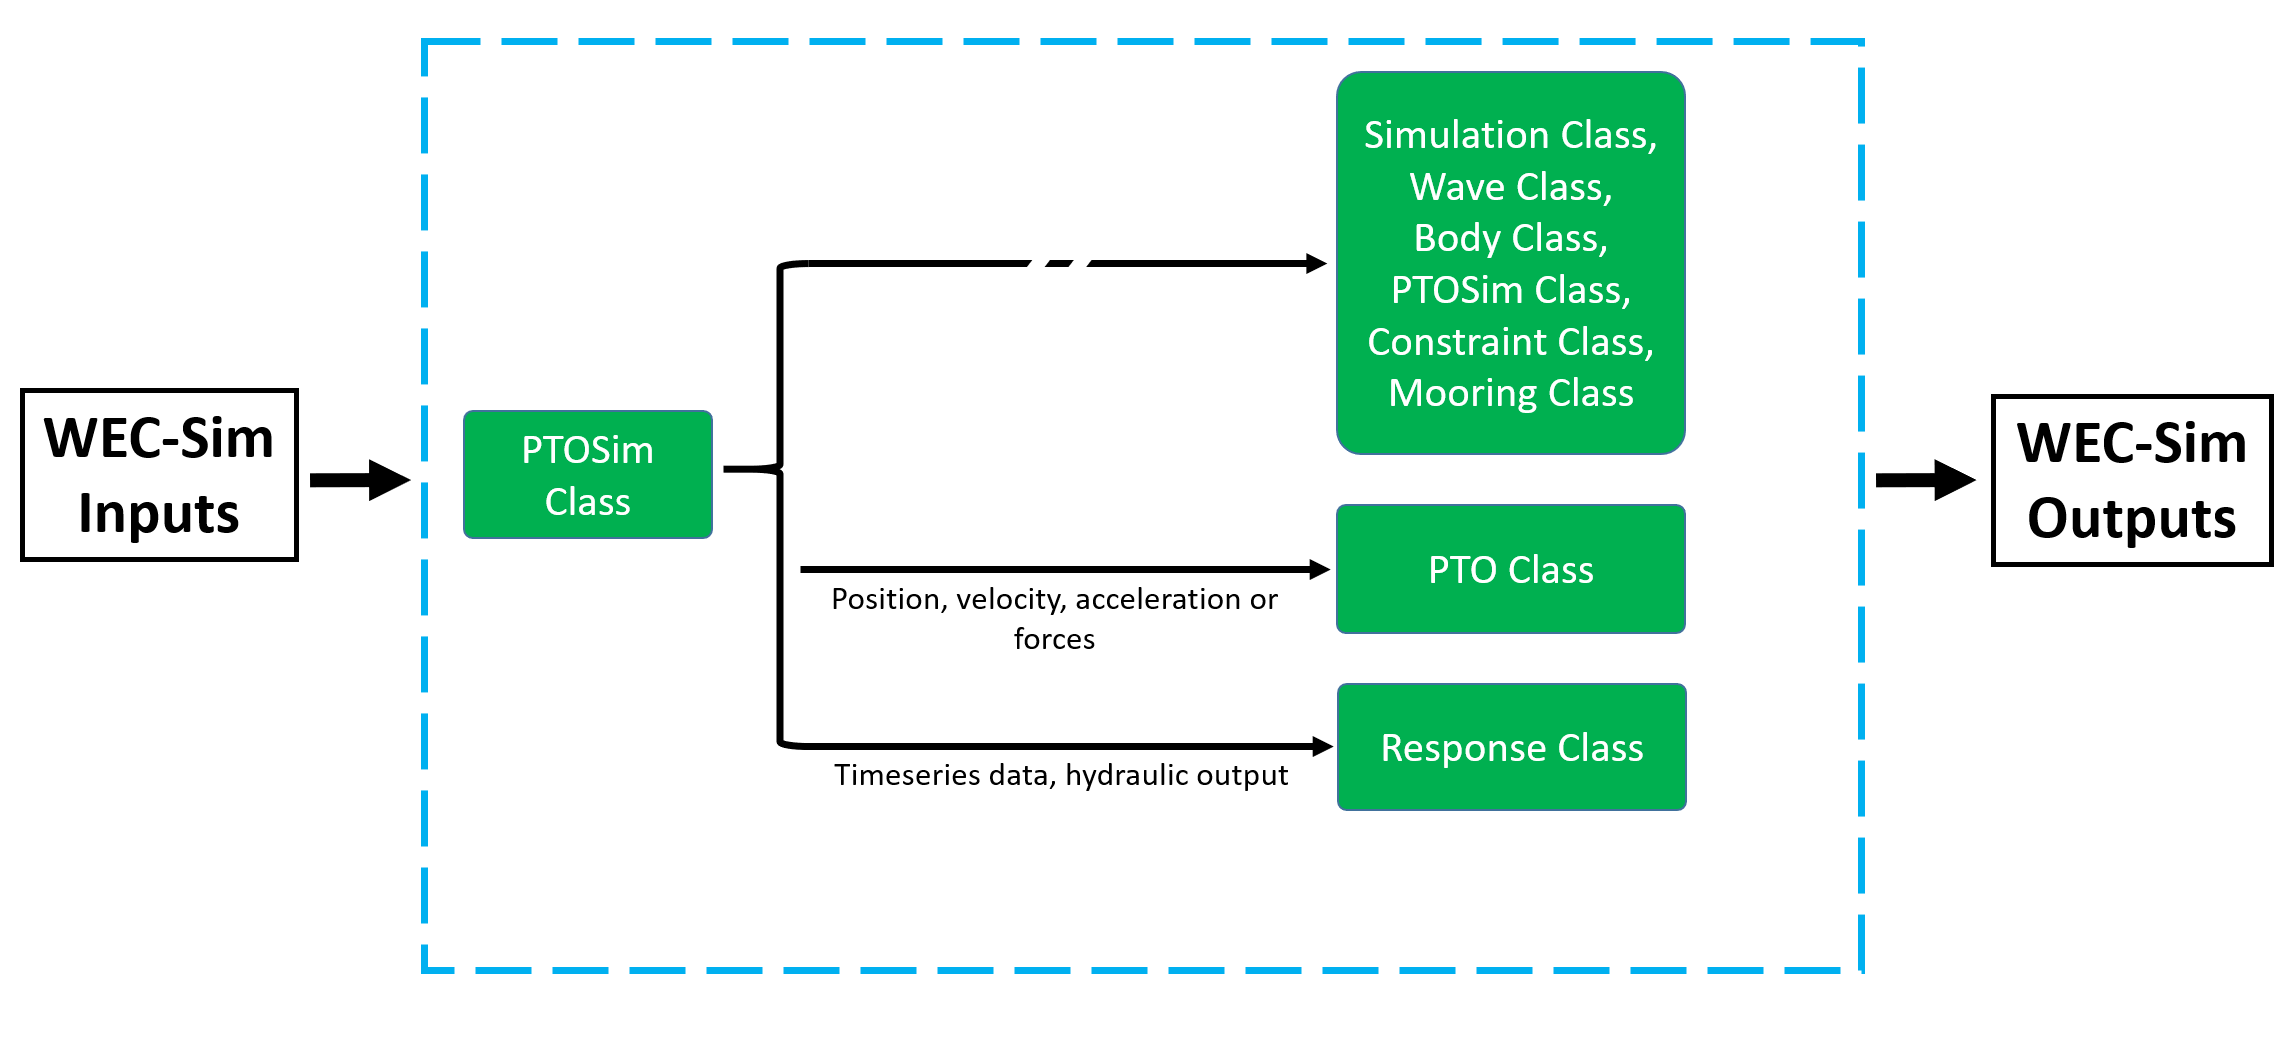 WEC-Sim
Inputs
PTOSim
Class
Simulation Class,
Wave Class,
Body Class,
PTOSim Class,
Constraint Class,
Mooring Class
PTO Class
Position, velocity, acceleration or
forces
Response Class
Timeseries data, hydraulic output
WEC-Sim
Outputs